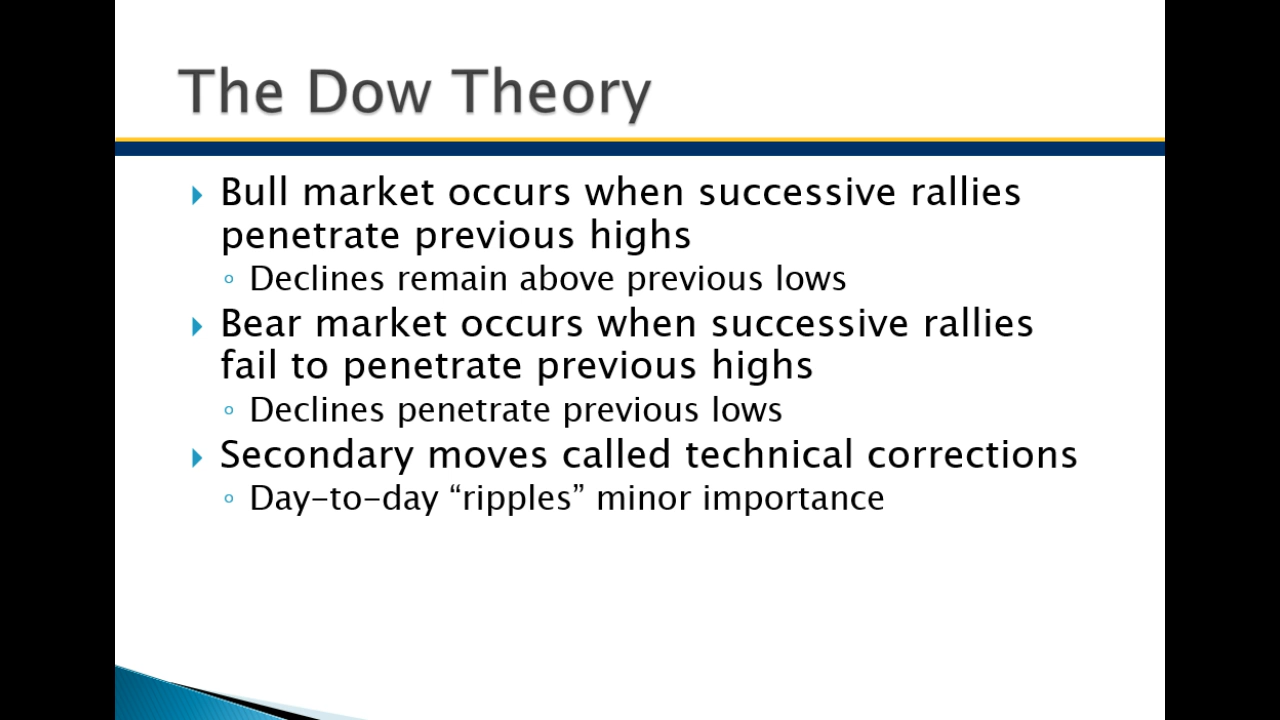 The Dow Theory
Bull market occurs when successive rallies
penetrate previous highs
Declines remain above previous lows
Bear market occurs when successive rallies
fail to penetrate previous highs
Declines penetrate previous lows
Secondary moves called technical corrections
Day-to-day “ripples” minor importance